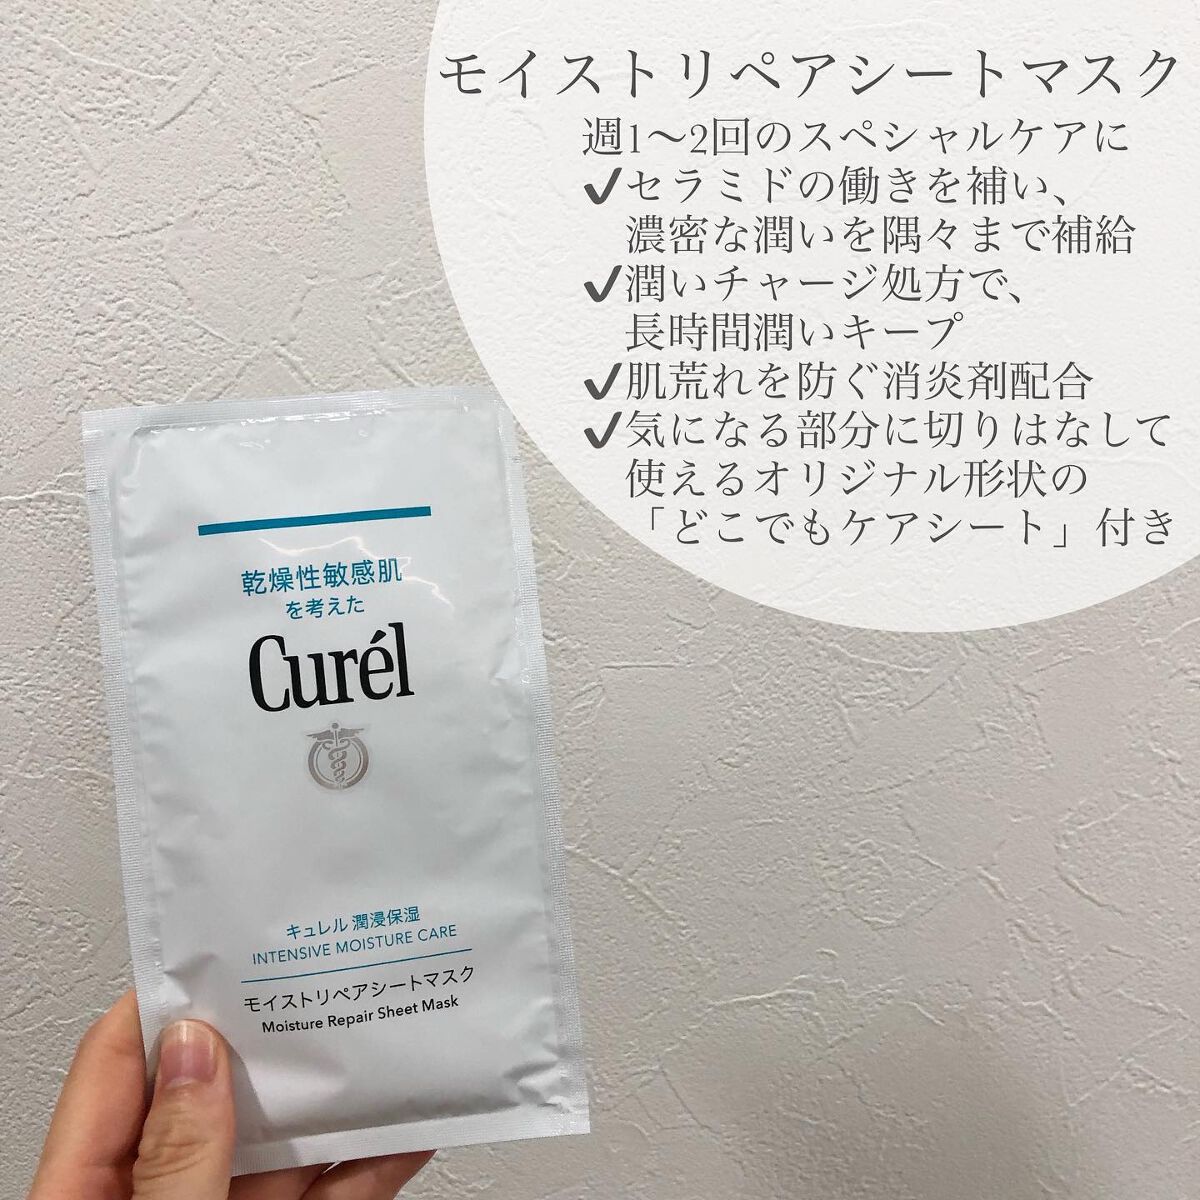 モイストリペアシートマスク
週1〜2回のスペシャルケアに
✔セラミドの働きを補い、
濃密な潤いを隅々まで補給
✔潤いチャージ処方で、
長時間潤いキープ
✔肌荒れを防ぐ消炎剤配合
✔気になる部分に切りはなして
使えるオリジナル形状の
「どこでもケアシート」付き
乾燥性敏感肌
を考えた
Curél
キュレル 潤浸保湿
INTENSIVE MOISTURE CARE
モイストリペアシートマスク
Moisture Repair Sheet Mask